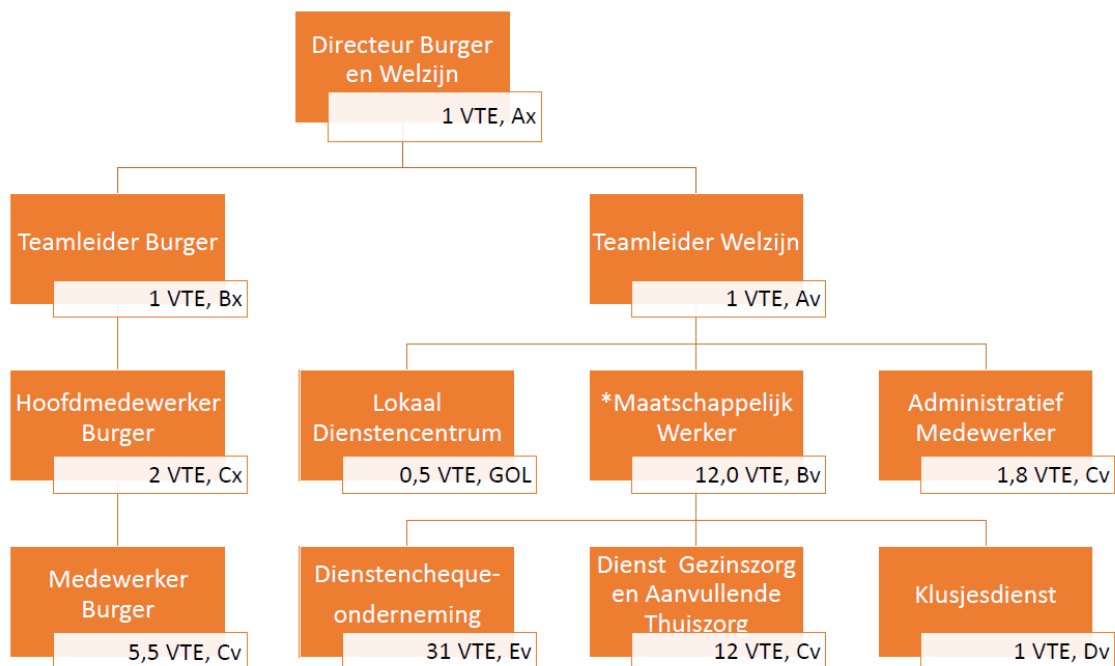 Directeur Burger
en Welzijn
1 VTE, Ax
Teamleider Burger
1 VTE, Bx
Teamleider Welzijn
1 VTE, Av
Hoofdmedewerker
Burger
2 VTE, Cx
Lokaal
Dienstencentrum
0,5 VTE, GOL
*Maatschappelijk
Werker
12,0 VTE, Bv
Administratief
Medewerker
1,8 VTE, Cv
Medewerker
Burger
5,5 VTE, Cv
Dienstencheque-
onderneming
31 VTE, Ev
Dienst Gezinszorg
en Aanvullende
Thuiszorg
12 VTE, Cv
Klusjesdienst
1 VTE, Dv